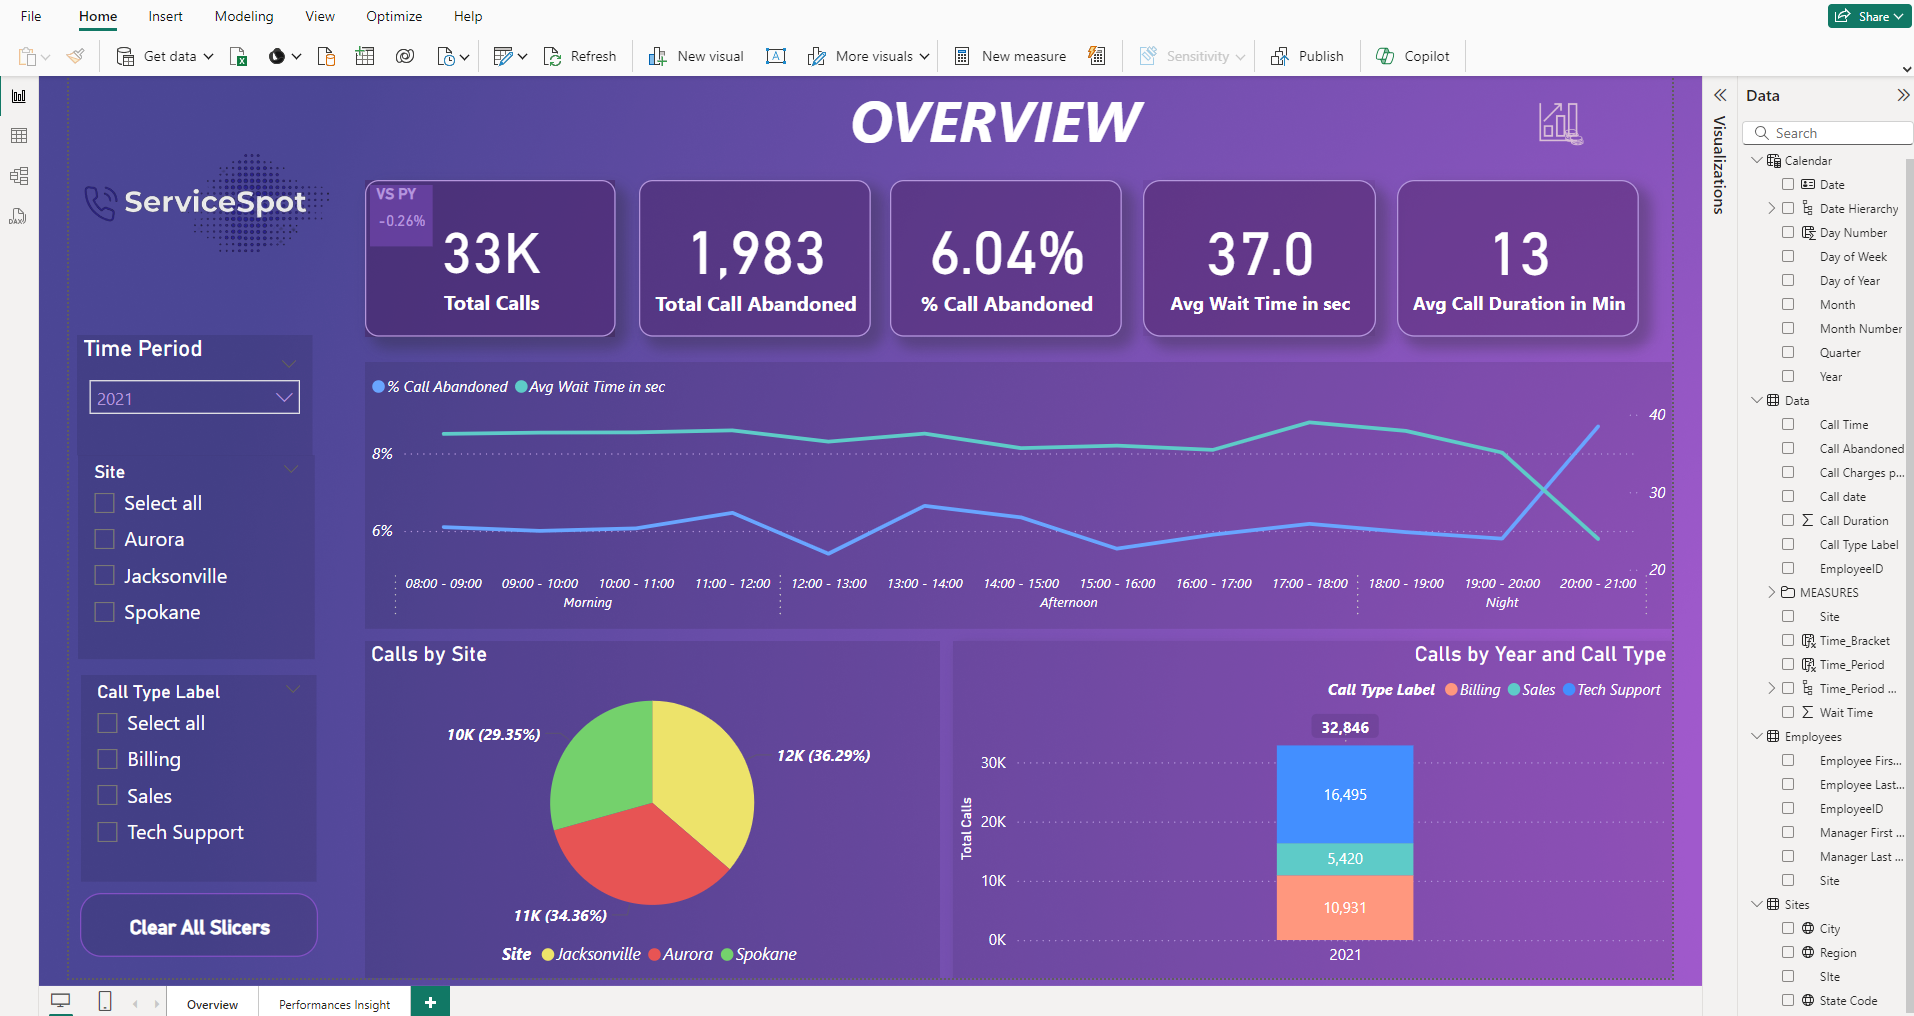 File Home Insert Modeling View Optimize Help Share
Get data Refresh New visual More visuals New measure Sensitivity Publish Copilot
OVERVIEW
ServiceSpot
VS PY
-0.26%
33K
Total Calls
1,983
Total Call Abandoned
6.04%
% Call Abandoned
37.0
Avg Wait Time in sec
13
Avg Call Duration in Min
Time Period
2021
Site
Select all
Aurora
Jacksonville
Spokane
Call Type Label
Select all
Billing
Sales
Tech Support
Clear All Slicers
% Call Abandoned Avg Wait Time in sec
8%
6%
40
30
20
08:00 - 09:00 09:00 - 10:00 10:00 - 11:00 11:00 - 12:00 12:00 - 13:00 13:00 - 14:00 14:00 - 15:00 15:00 - 16:00 16:00 - 17:00 17:00 - 18:00 18:00 - 19:00 19:00 - 20:00 20:00 - 21:00
Morning Afternoon Night
Calls by Site
10K (29.35%)
12K (36.29%)
11K (34.36%)
Site Jacksonville Aurora Spokane
Calls by Year and Call Type
Call Type Label Billing Sales Tech Support
32,846
Total Calls
30K
20K
10K
0K
16,495
5,420
10,931
2021
Overview Performances Insight +
Visualizations
Data
Search
Calendar
Date
Date Hierarchy
Day Number
Day of Week
Day of Year
Month
Month Number
Quarter
Year
Data
Call Time
Call Abandoned
Call Charges p...
Call date
Call Duration
Call Type Label
EmployeeID
MEASURES
Site
Time_Bracket
Time_Period
Time_Period ...
Wait Time
Employees
Employee Firs...
Employee Last...
EmployeeID
Manager First ...
Manager Last ...
Site
Sites
City
Region
SIte
State Code